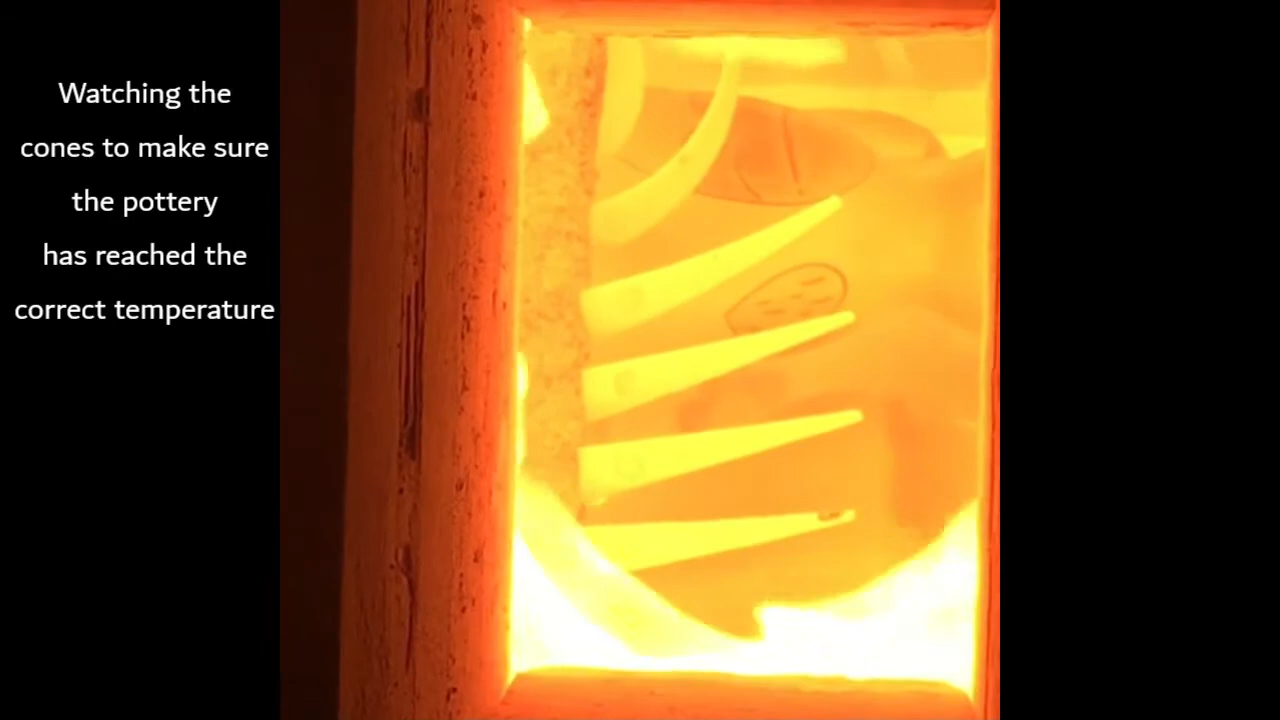 Watching the
cones to make sure
the pottery
has reached the
correct temperature